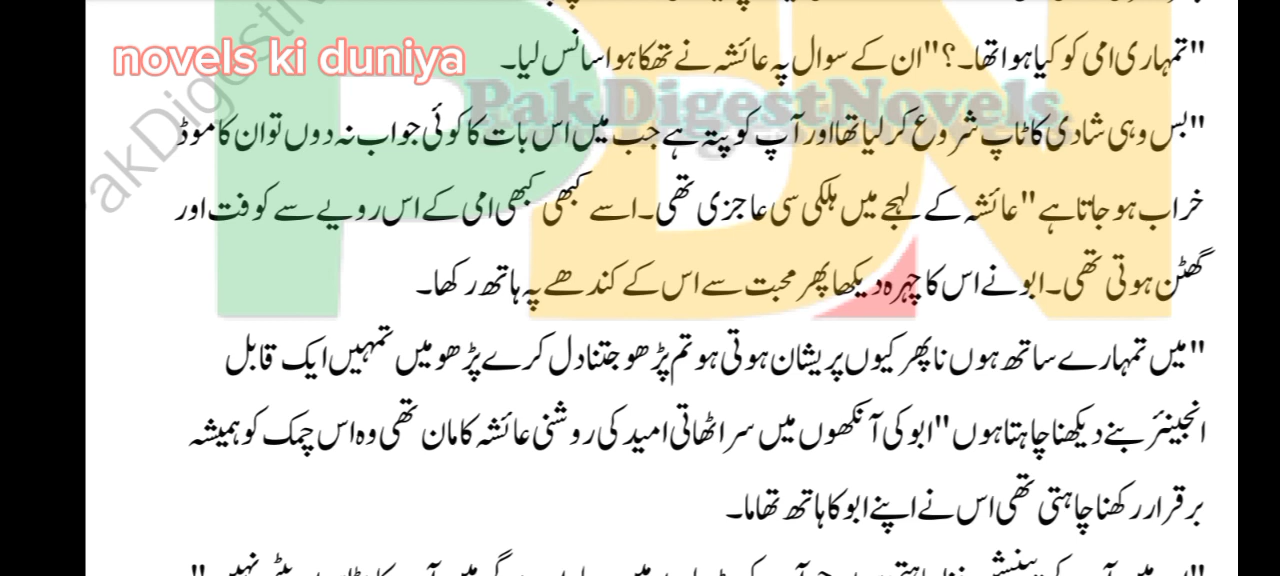 novels ki duniya
PakDigestNovels
"تمہاری امی کو کیا ہوا تھا۔؟" ان کے سوال پہ عائشہ نے تھکا ہوا سانس لیا۔
"بس وہی شادی کا ٹاپ شروع کر لیا تھا اور آپ کو پتہ ہے جب میں اس بات کا کوئی جواب نہ دوں تو ان کا موڈ
خراب ہو جاتا ہے" عائشہ کے لہجے میں ہلکی سی عاجزی تھی۔ اسے کبھی کبھی امی کے اس رویے سے کوفت اور
گھٹن ہوتی تھی۔ ابو نے اس کا چہرہ دیکھا پھر محبت سے اس کے کندھے پہ ہاتھ رکھا۔
"میں تمہارے ساتھ ہوں نا پھر کیوں پریشان ہوتی ہو تم پڑھو جتنا دل کرے پڑھو میں تمہیں ایک قابل
انجینئر بنے دیکھنا چاہتا ہوں" ابو کی آنکھوں میں سر اٹھاتی امید کی روشنی عائشہ کا مان تھی وہ اس چمک کو ہمیشہ
برقرار رکھنا چاہتی تھی اس نے اپنے ابو کا ہاتھ تھاما۔